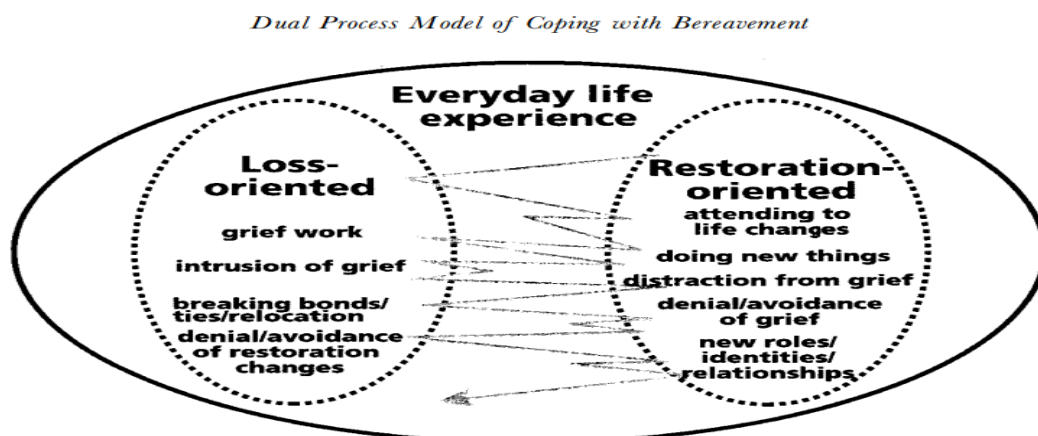 Dual Process Model of Coping with Bereavement
Everyday life
experience
Loss-
oriented
grief work
intrusion of grief
breaking bonds/
ties/relocation
denial/avoidance
of restoration
changes
Restoration-
oriented
attending to
life changes
doing new things
distraction from grief
denial/avoidance
of grief
new roles/
identities/
relationships